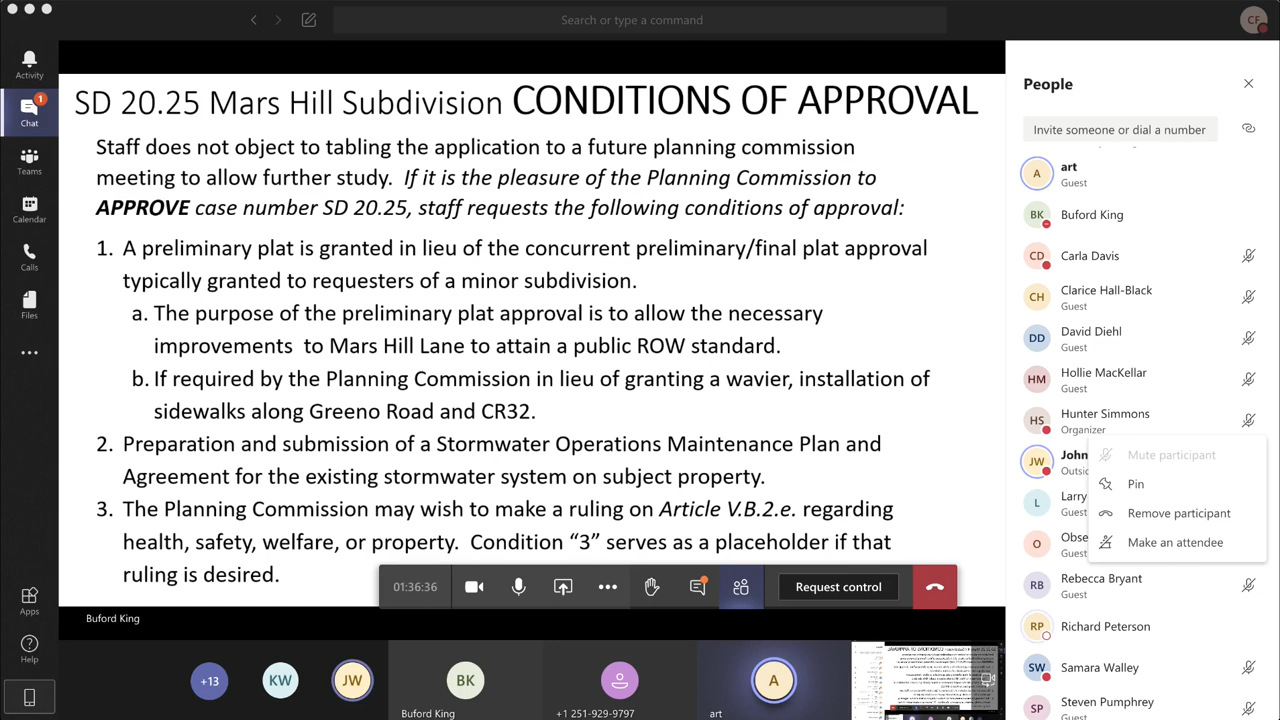 Search or type a command
CF
Activity
1
Chat
Teams
Calendar
Calls
Files
Apps
Help
SD 20.25 Mars Hill Subdivision CONDITIONS OF APPROVAL
Staff does not object to tabling the application to a future planning commission
meeting to allow further study. If it is the pleasure of the Planning Commission to
APPROVE case number SD 20.25, staff requests the following conditions of approval:
1. A preliminary plat is granted in lieu of the concurrent preliminary/final plat approval
typically granted to requesters of a minor subdivision.
a. The purpose of the preliminary plat approval is to allow the necessary
improvements to Mars Hill Lane to attain a public ROW standard.
b. If required by the Planning Commission in lieu of granting a wavier, installation of
sidewalks along Greeno Road and CR32.
2. Preparation and submission of a Stormwater Operations Maintenance Plan and
Agreement for the existing stormwater system on subject property.
3. The Planning Commission may wish to make a ruling on Article V.B.2.e. regarding
health, safety, welfare, or property. Condition “3” serves as a placeholder if that
ruling is desired.
01:36:36
Request control
Buford King
+13
JW
BK
Buford King
1 251-929-9797
A
art
KW
People
Invite someone or dial a number
A
art
Guest
BK
Buford King
CD
Carla Davis
CH
Clarice Hall-Black
Guest
DD
David Diehl
Guest
HM
Hollie MacKellar
Guest
HS
Hunter Simmons
Organizer
JW
John
Outsi
L
Larry
Guest
O
Obse
Guest
Mute participant
Pin
Remove participant
Make an attendee
RB
Rebecca Bryant
Guest
RP
Richard Peterson
SW
Samara Walley
SP
Steven Pumphrey
Guest